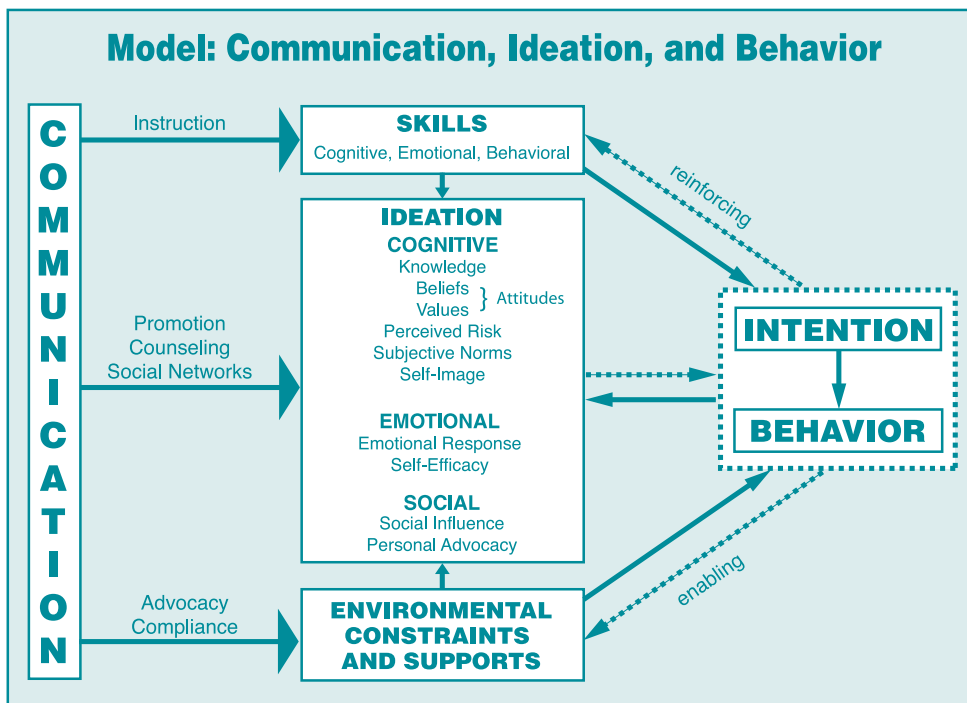 Model: Communication, Ideation, and Behavior
COMMUNICATION
Instruction
SKILLS
Cognitive, Emotional, Behavioral
reinforcing
IDEATION
COGNITIVE
Knowledge
Beliefs
Values
} Attitudes
Perceived Risk
Subjective Norms
Self-Image
Promotion
Counseling
Social Networks
EMOTIONAL
Emotional Response
Self-Efficacy
SOCIAL
Social Influence
Personal Advocacy
INTENTION
BEHAVIOR
enabling
Advocacy
Compliance
ENVIRONMENTAL
CONSTRAINTS
AND SUPPORTS